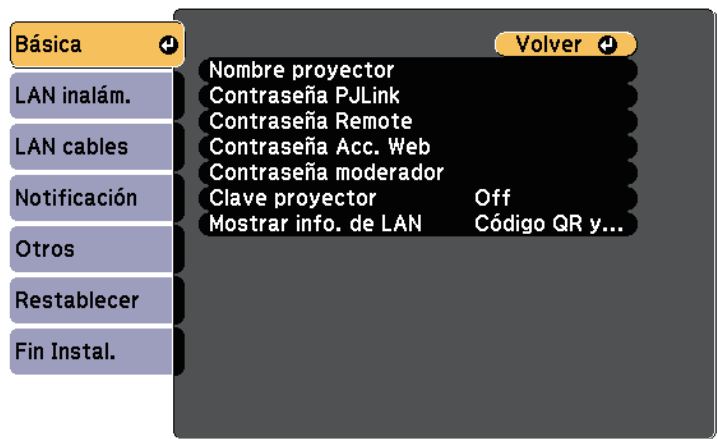 Básica
LAN inalám.
LAN cables
Notificación
Otros
Restablecer
Fin Instal.
Volver
Nombre proyector
Contraseña PJLink
Contraseña Remote
Contraseña Acc. Web
Contraseña moderador
Clave proyector Off
Mostrar info. de LAN Código QR y...